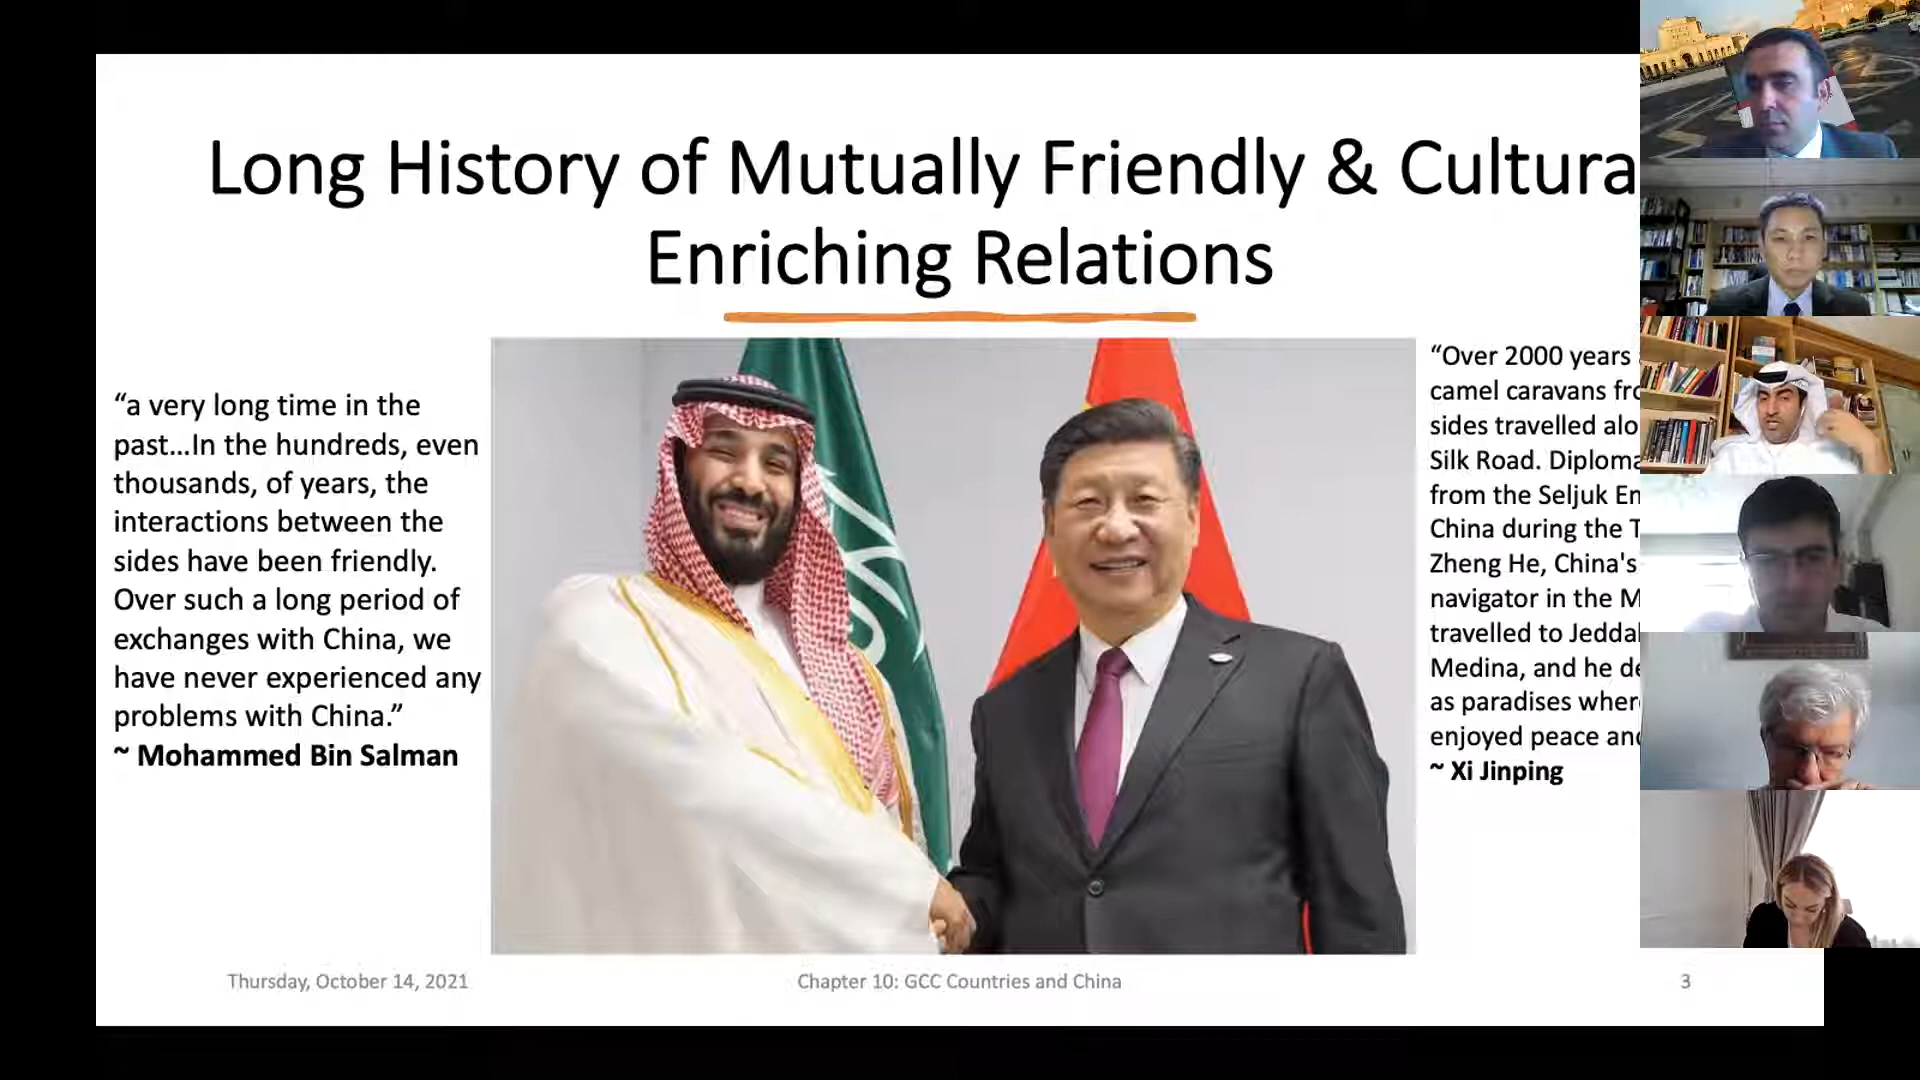 Long History of Mutually Friendly & Cultura
Enriching Relations
“a very long time in the
past...In the hundreds, even
thousands, of years, the
interactions between the
sides have been friendly.
Over such a long period of
exchanges with China, we
have never experienced any
problems with China.”
~ Mohammed Bin Salman
“Over 2000 years
camel caravans fro
sides travelled alo
Silk Road. Diploma
from the Seljuk Em
China during the T
Zheng He, China's
navigator in the M
travelled to Jeddah
Medina, and he de
as paradises wher
enjoyed peace and
~ Xi Jinping
Thursday, October 14, 2021
Chapter 10: GCC Countries and China
3